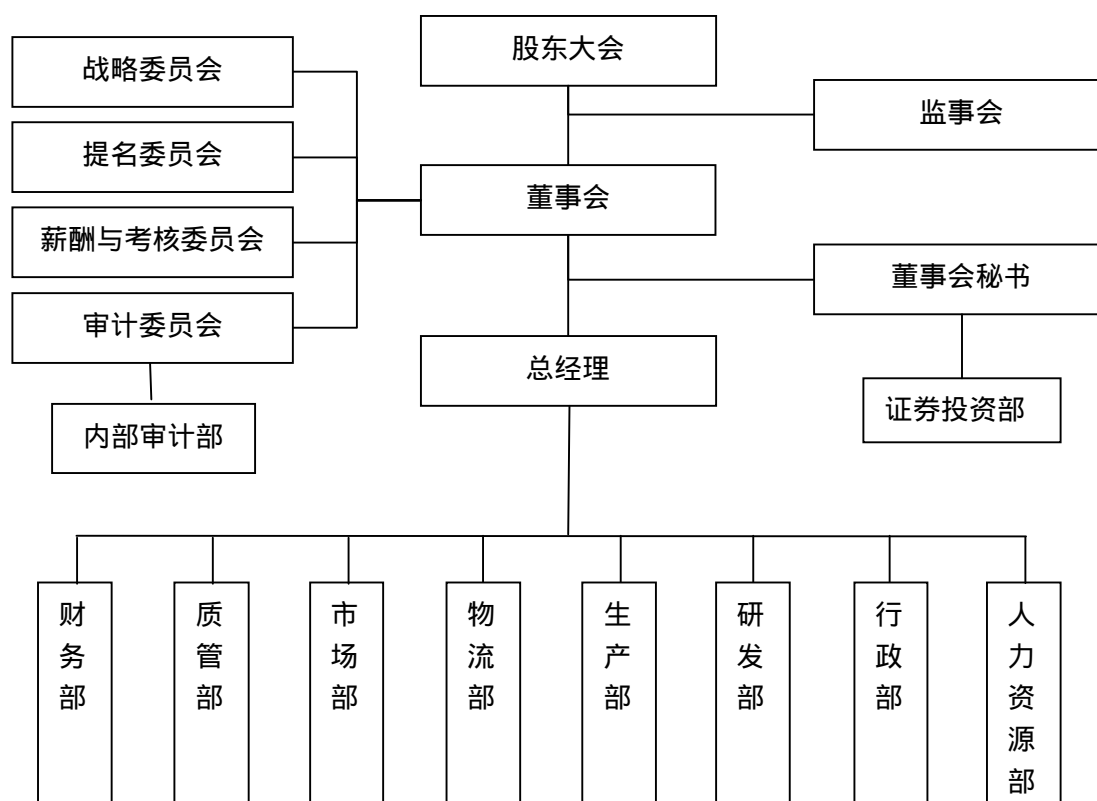 股东大会
战略委员会
监事会
提名委员会
董事会
薪酬与考核委员会
董事会秘书
审计委员会
总经理
证券投资部
内部审计部
财务部
质管部
市场部
物流部
生产部
研发部
行政部
人力资源部